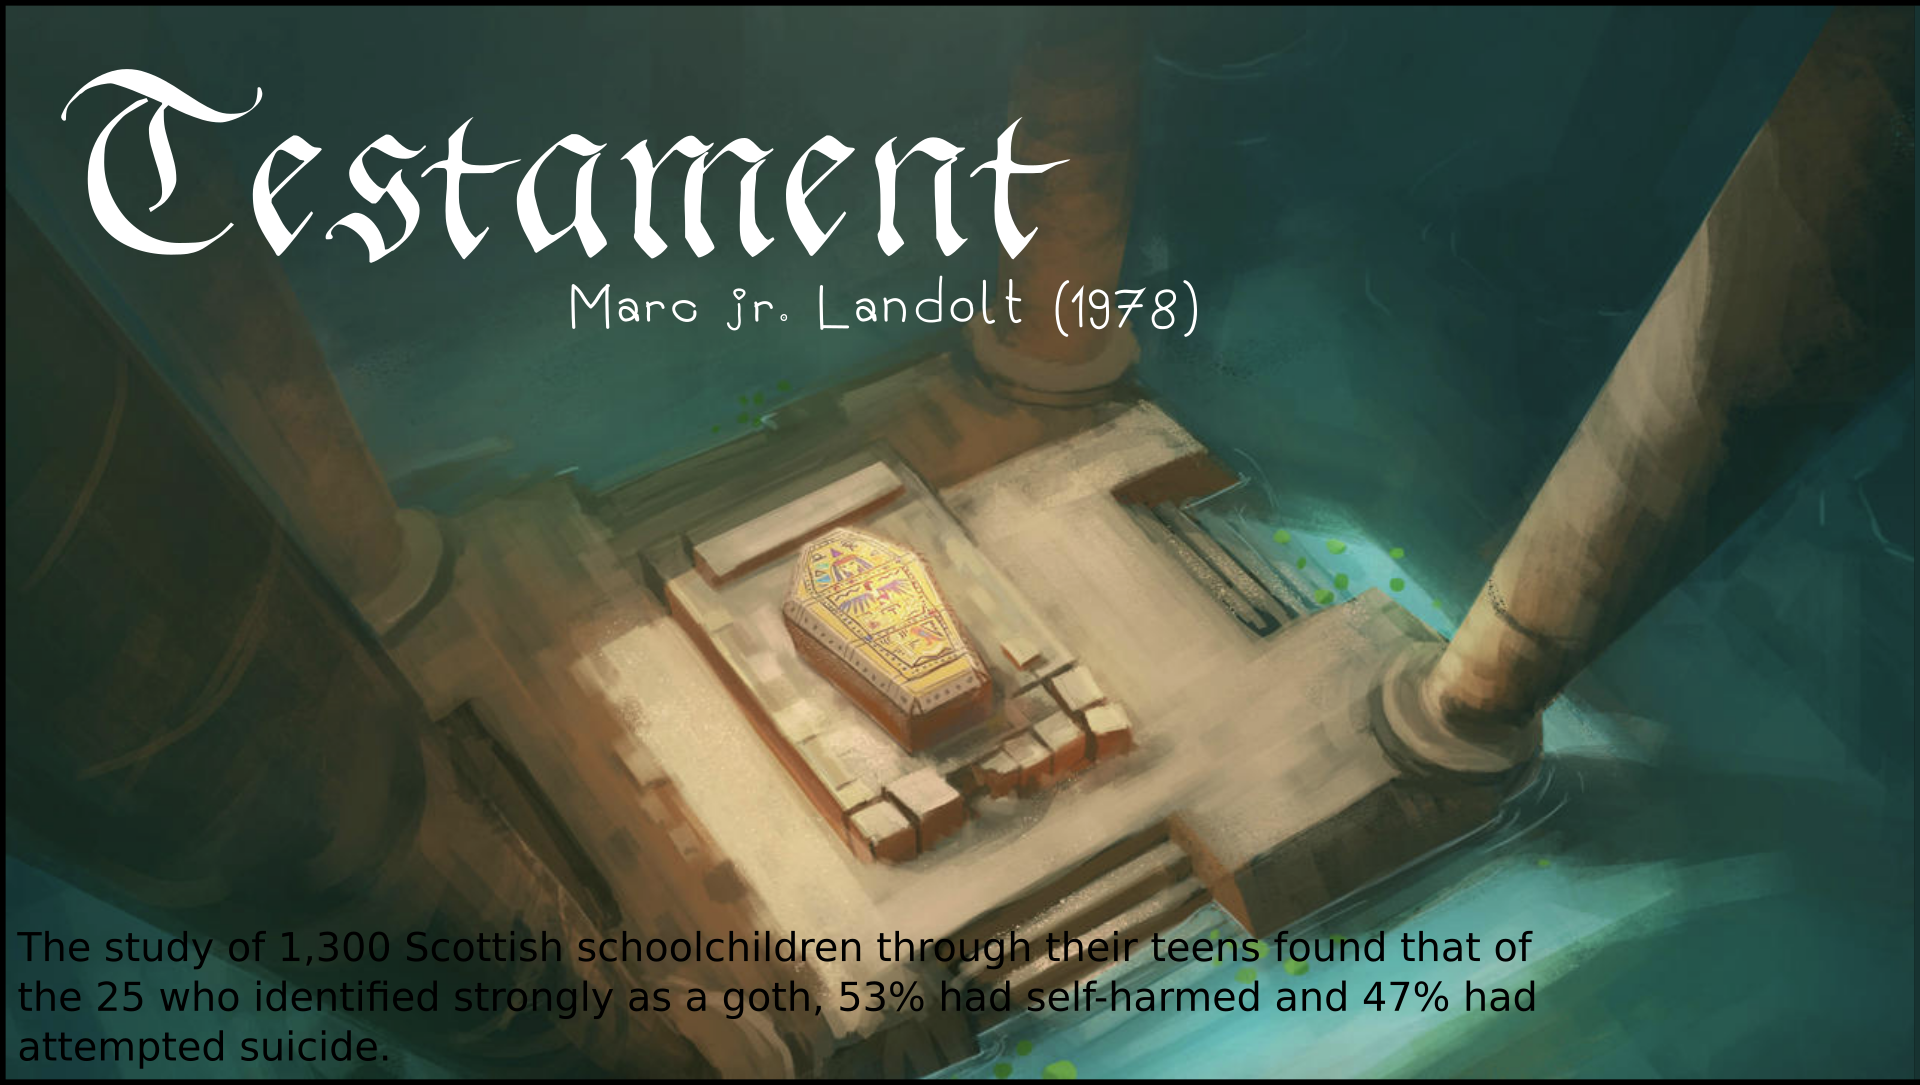 Testament
Marc jr. Landolt (1978)
The study of 1,300 Scottish schoolchildren through their teens found that of
the 25 who identified strongly as a goth, 53% had self-harmed and 47% had
attempted suicide.